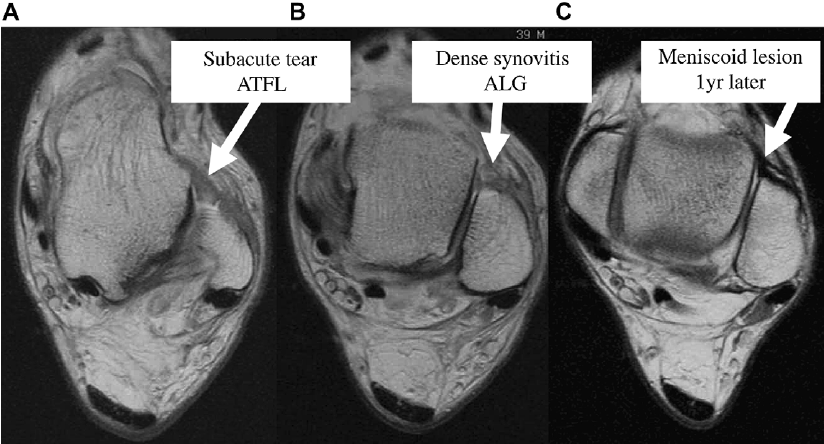 A
B
39 M
C
Subacute tear
ATFL
Dense synovitis
ALG
Meniscoid lesion
1yr later